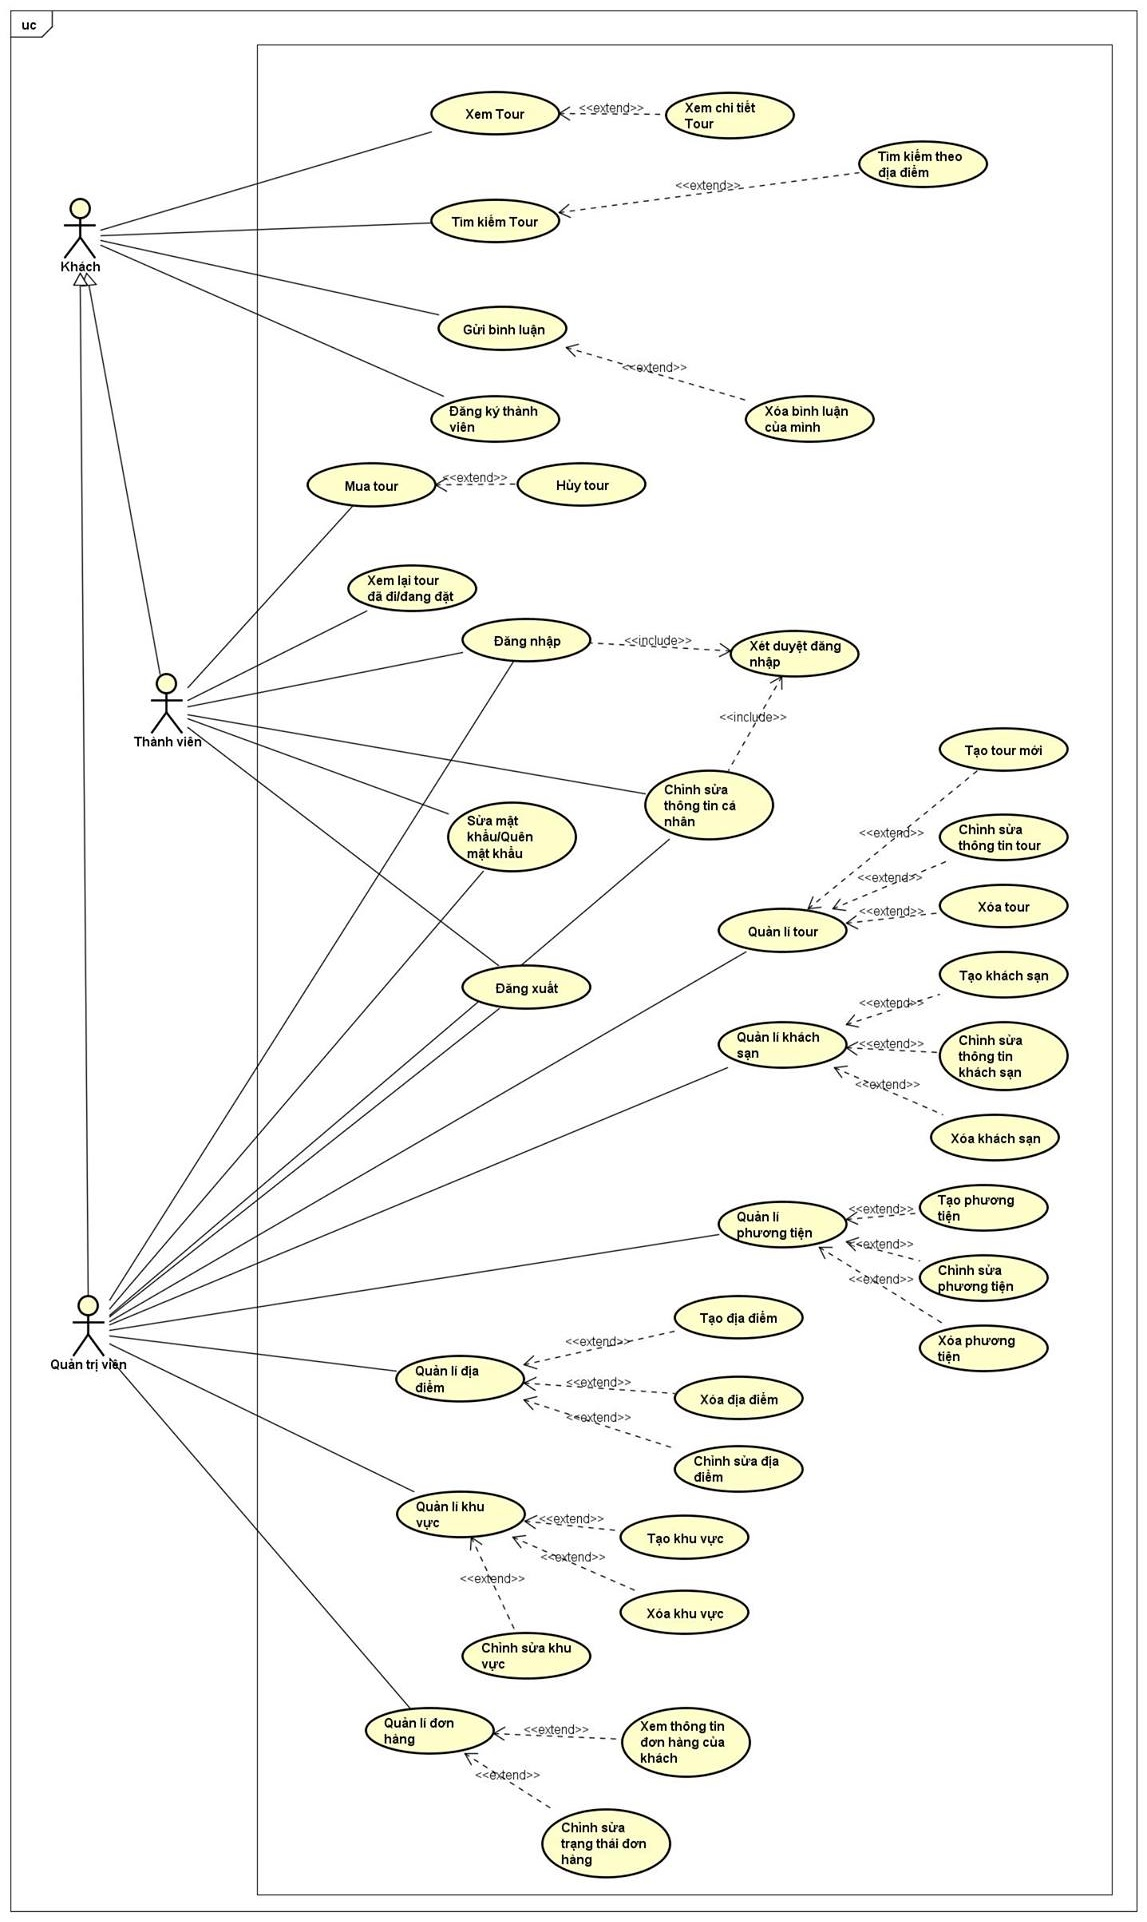 uc
Xem Tour
<<extend>>
Xem chi tiết
Tour
Tìm kiếm theo
địa điểm
<<extend>>
Tìm kiếm Tour
Khách
Gửi bình luận
<<extend>>
Đăng ký thành
viên
Xóa bình luận
của mình
Mua tour
<<extend>>
Hủy tour
Xem lại tour
đã đi/đang đặt
Đăng nhập
<<include>>
Xét duyệt đăng
nhập
<<include>>
Thành viên
Tạo tour mới
Chỉnh sửa
thông tin cá
nhân
Sửa mật
khẩu/Quên
mật khẩu
<<extend>>
Chỉnh sửa
thông tin tour
<<extend>>
<<extend>>
Xóa tour
Quản lí tour
Đăng xuất
Tạo khách sạn
<<extend>>
Quản lí khách
sạn
<<extend>>
Chỉnh sửa
thông tin
khách sạn
<<extend>>
Xóa khách sạn
Quản lí
phương tiện
<<extend>>
Tạo phương
tiện
<<extend>>
Chỉnh sửa
phương tiện
<<extend>>
Xóa phương
tiện
Quản trị viên
Tạo địa điểm
<<extend>>
Quản lí địa
điểm
<<extend>>
Xóa địa điểm
<<extend>>
Chỉnh sửa địa
điểm
Quản lí khu
vực
<<extend>>
Tạo khu vực
<<extend>>
<<extend>>
Xóa khu vực
Chỉnh sửa khu
vực
Quản lí đơn
hàng
<<extend>>
Xem thông tin
đơn hàng của
khách
<<extend>>
Chỉnh sửa
trạng thái đơn
hàng